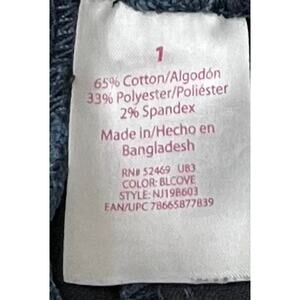 1
65% Cotton/Algodón
33% Polyester/Poliéster
2% Spandex
Made in/Hecho en
Bangladesh
RN# 52469 UB3
COLOR: BLCOVE
STYLE: NJ19B603
EAN/UPC 78665877839